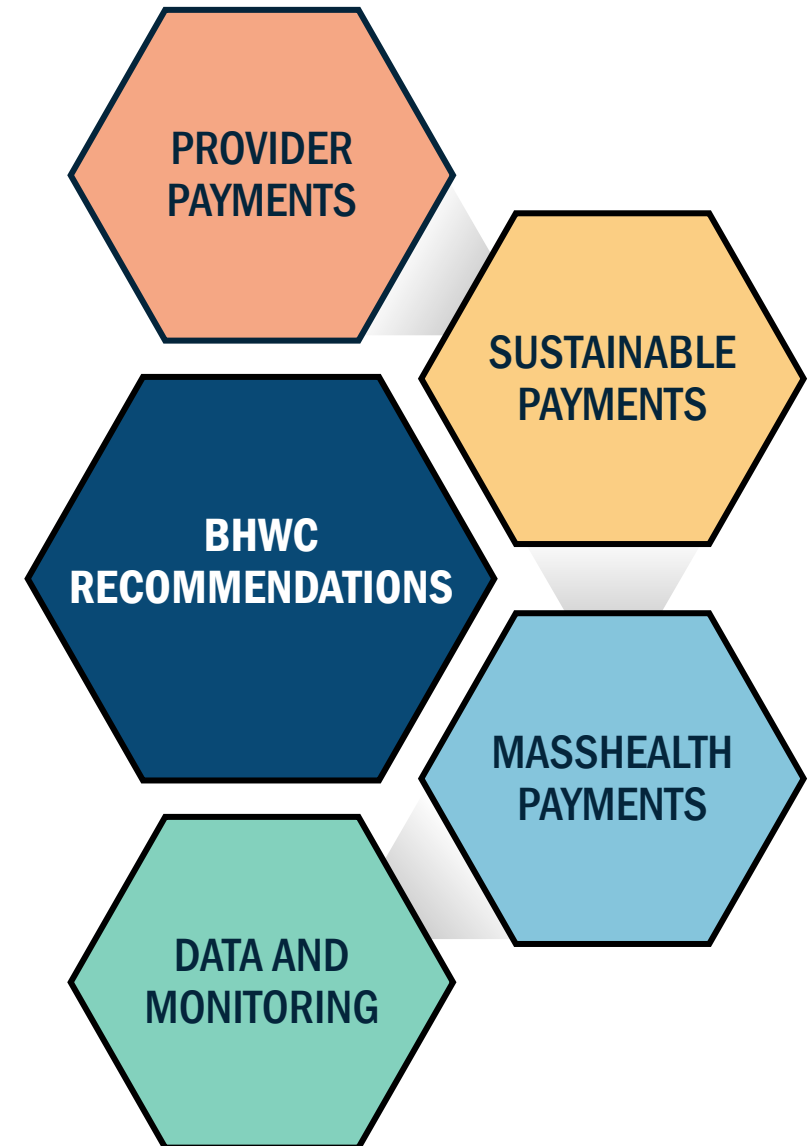 PROVIDER
PAYMENTS
SUSTAINABLE
PAYMENTS
BHWC
RECOMMENDATIONS
MASSHEALTH
PAYMENTS
DATA AND
MONITORING